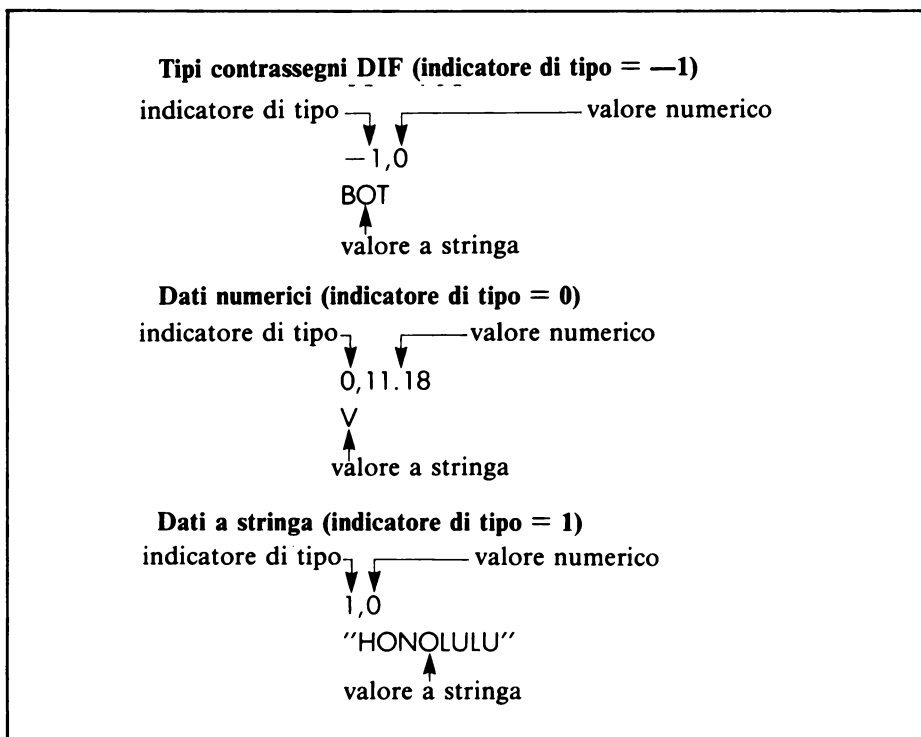 Tipi contrassegni DIF (indicatore di tipo = —1)
indicatore di tipo valore numerico
—1,0
BOT
valore a stringa
Dati numerici (indicatore di tipo = 0)
indicatore di tipo valore numerico
0,11.18
V
valore a stringa
Dati a stringa (indicatore di tipo = 1)
indicatore di tipo valore numerico
1,0
"HONOLULU"
valore a stringa